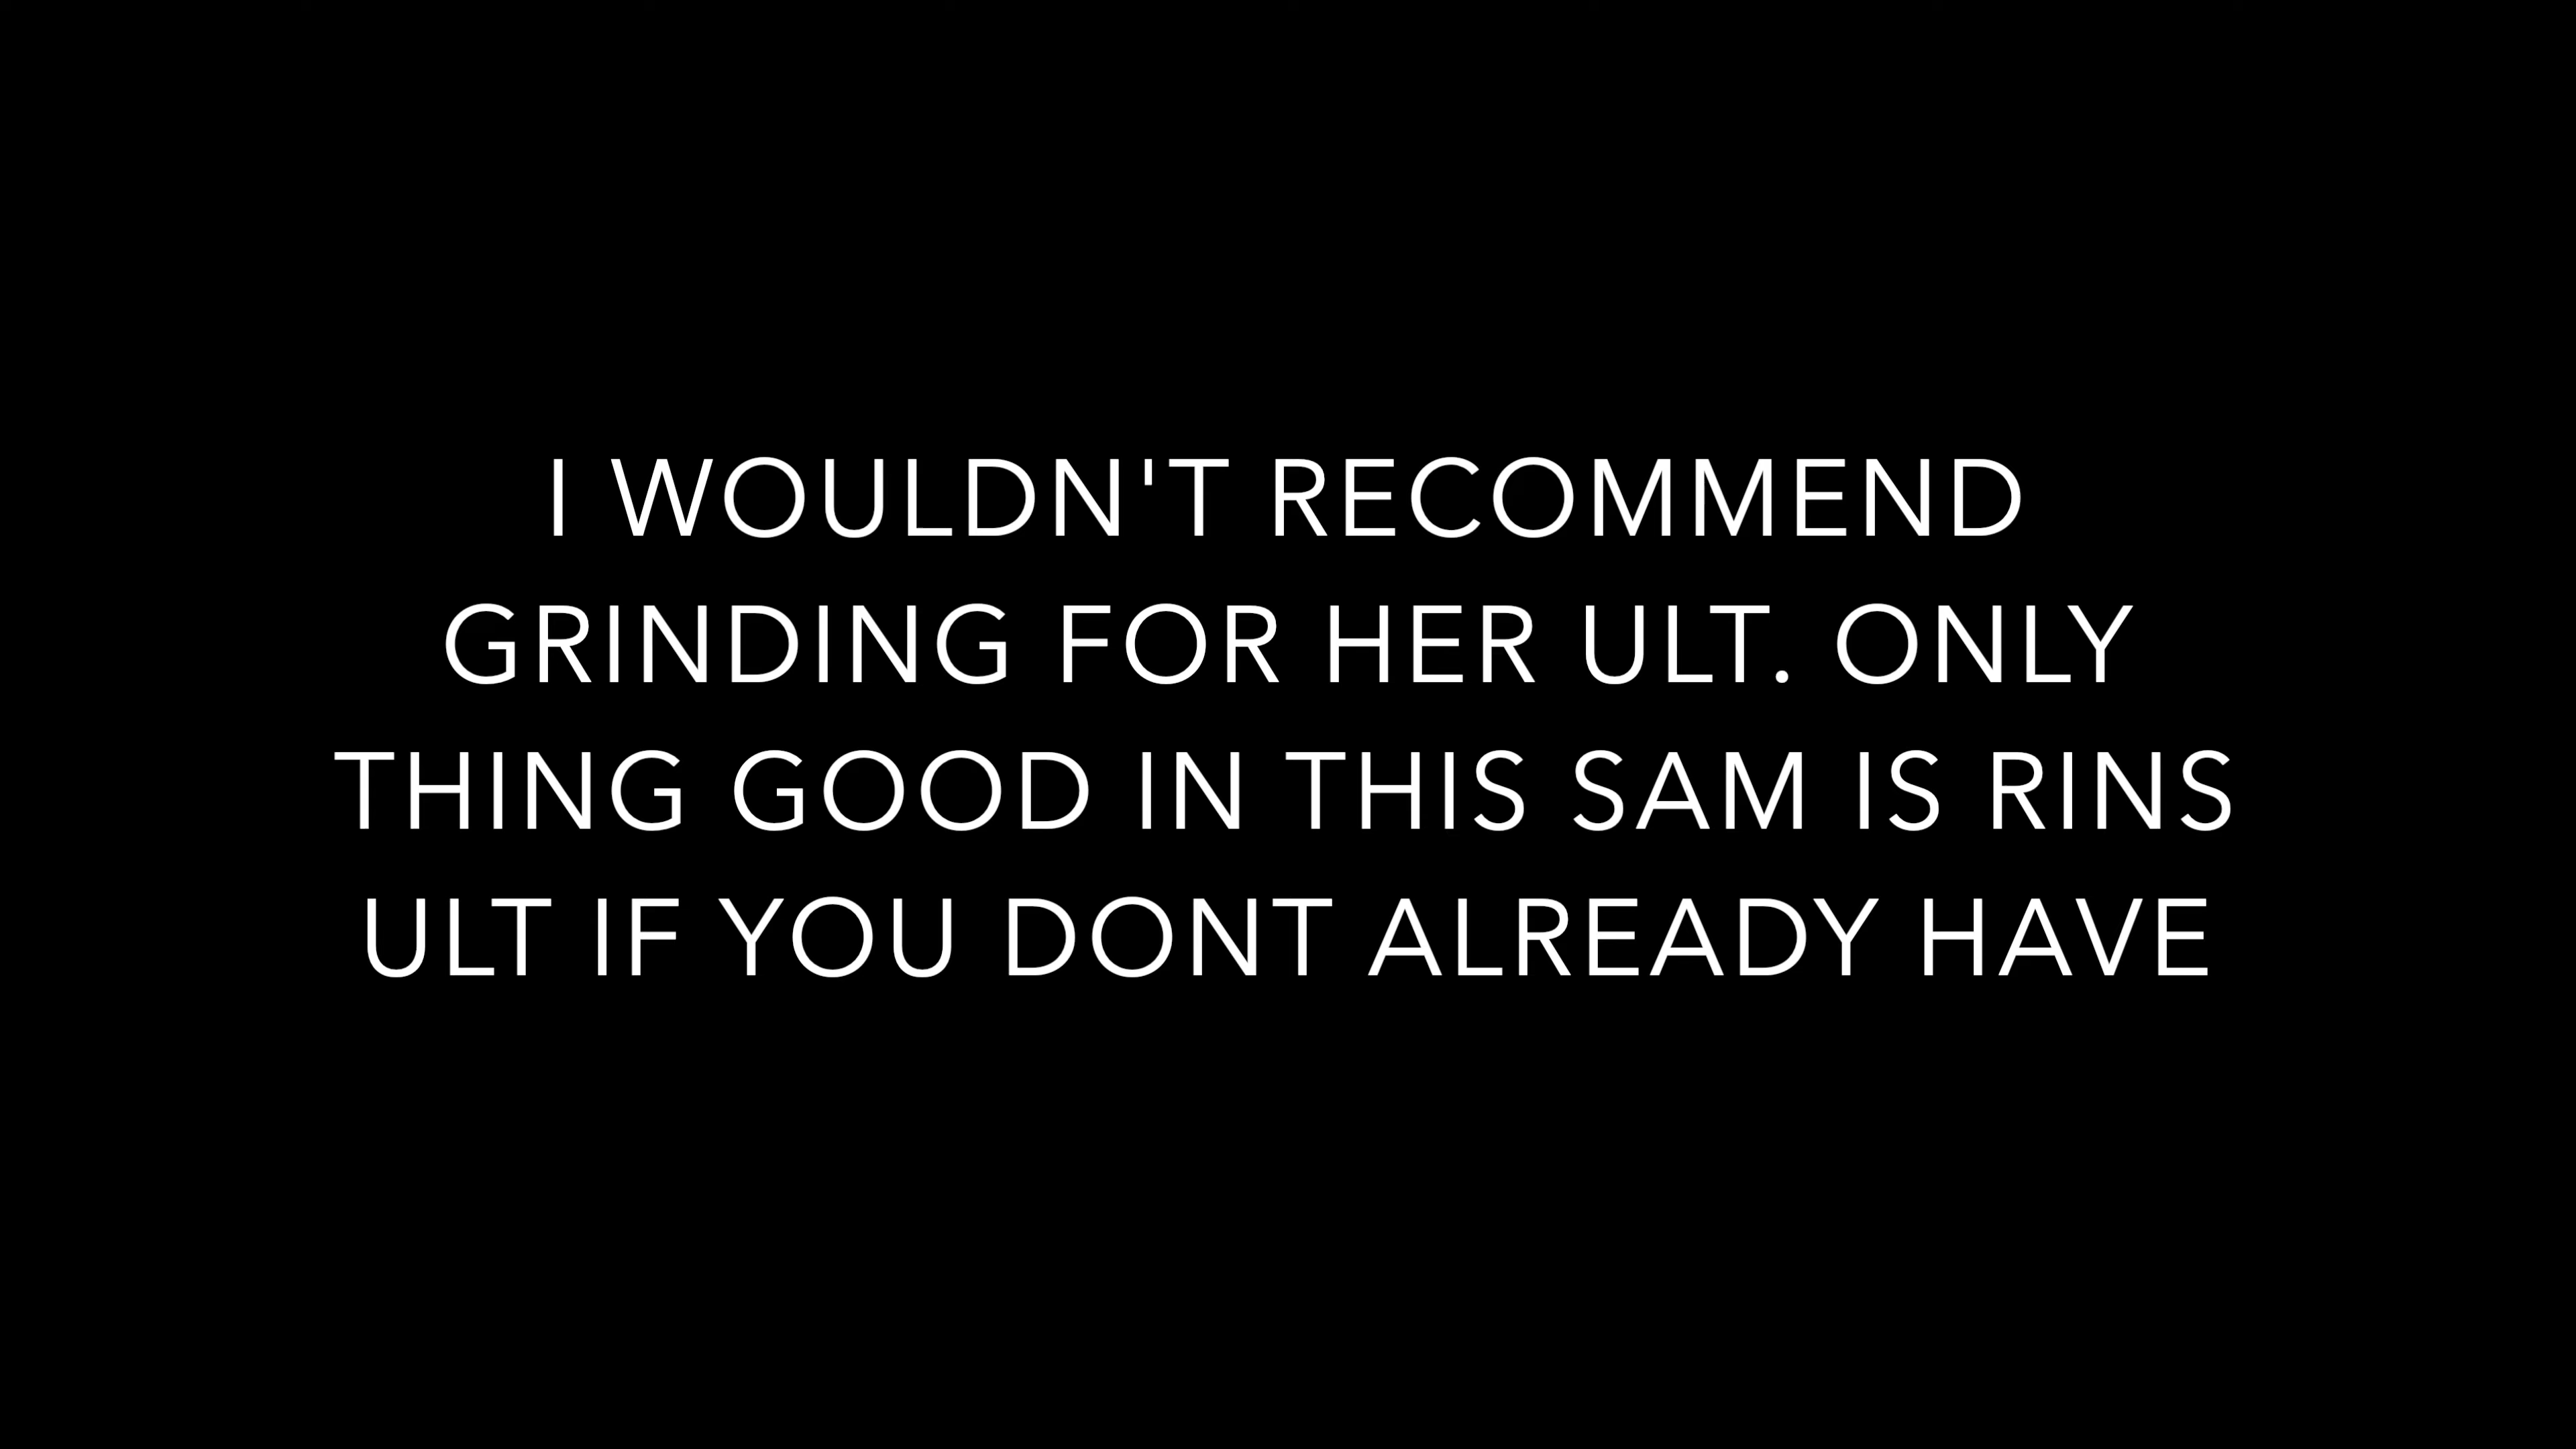 I WOULDN'T RECOMMEND
GRINDING FOR HER ULT. ONLY
THING GOOD IN THIS SAM IS RINS
ULT IF YOU DONT ALREADY HAVE